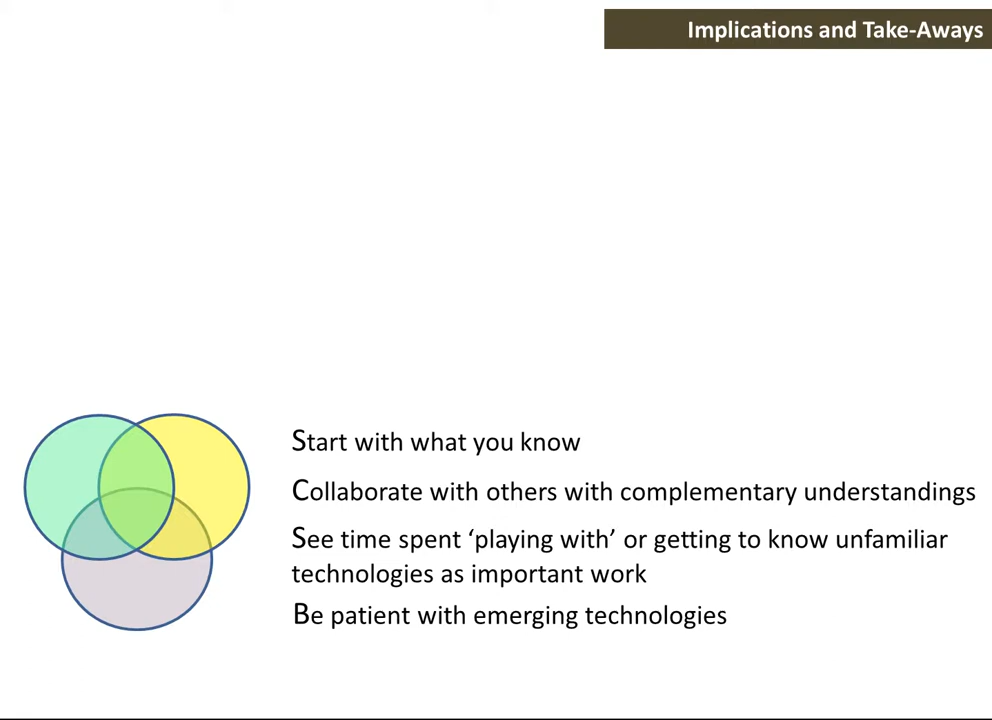 Implications and Take-Aways
Start with what you know
Collaborate with others with complementary understandings
See time spent ‘playing with’ or getting to know unfamiliar
technologies as important work
Be patient with emerging technologies